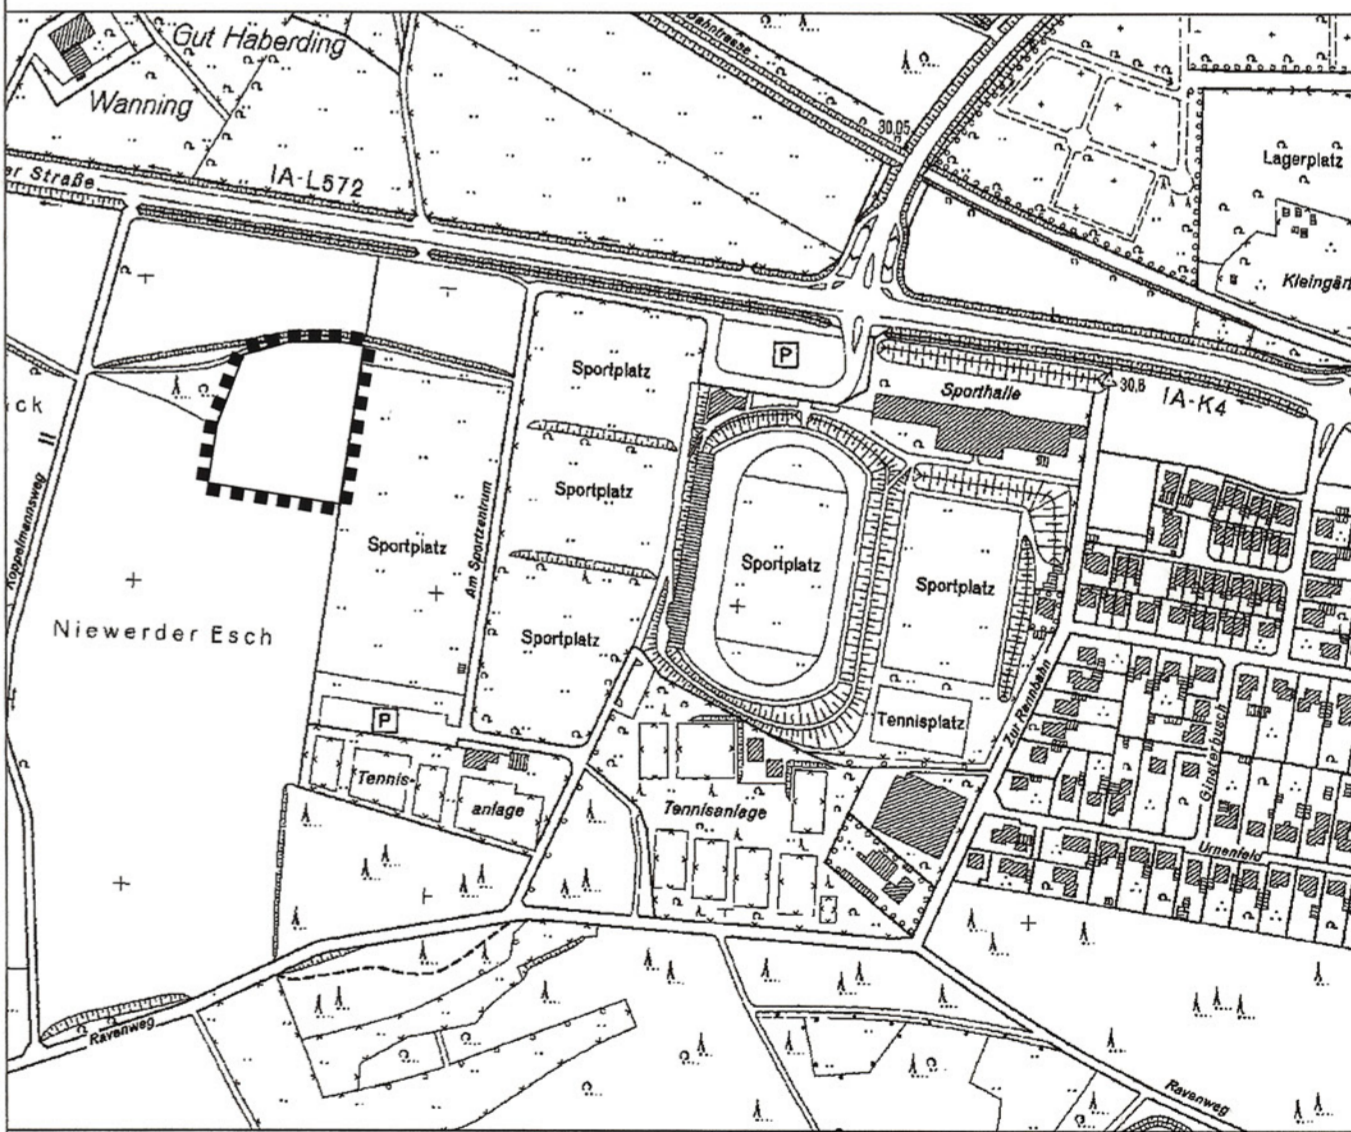 Gut Haberding
Wanning
Bahntrasse
30.05
Lagerplatz
Kleingär
er Straße
IA-L572
P
Sportplatz
Sporthalle
30.8
IA-K4
ick
Koppelmannsweg
Sportplatz
Am Sportzentrum
Sportplatz
Sportplatz
Sportplatz
Niewerder Esch
Sportplatz
Tennisplatz
Zur Rennbahn
Ginsterbusch
P
Tennis-
anlage
Tennisanlage
Urnenfeld
Ravenweg
Ravenweg